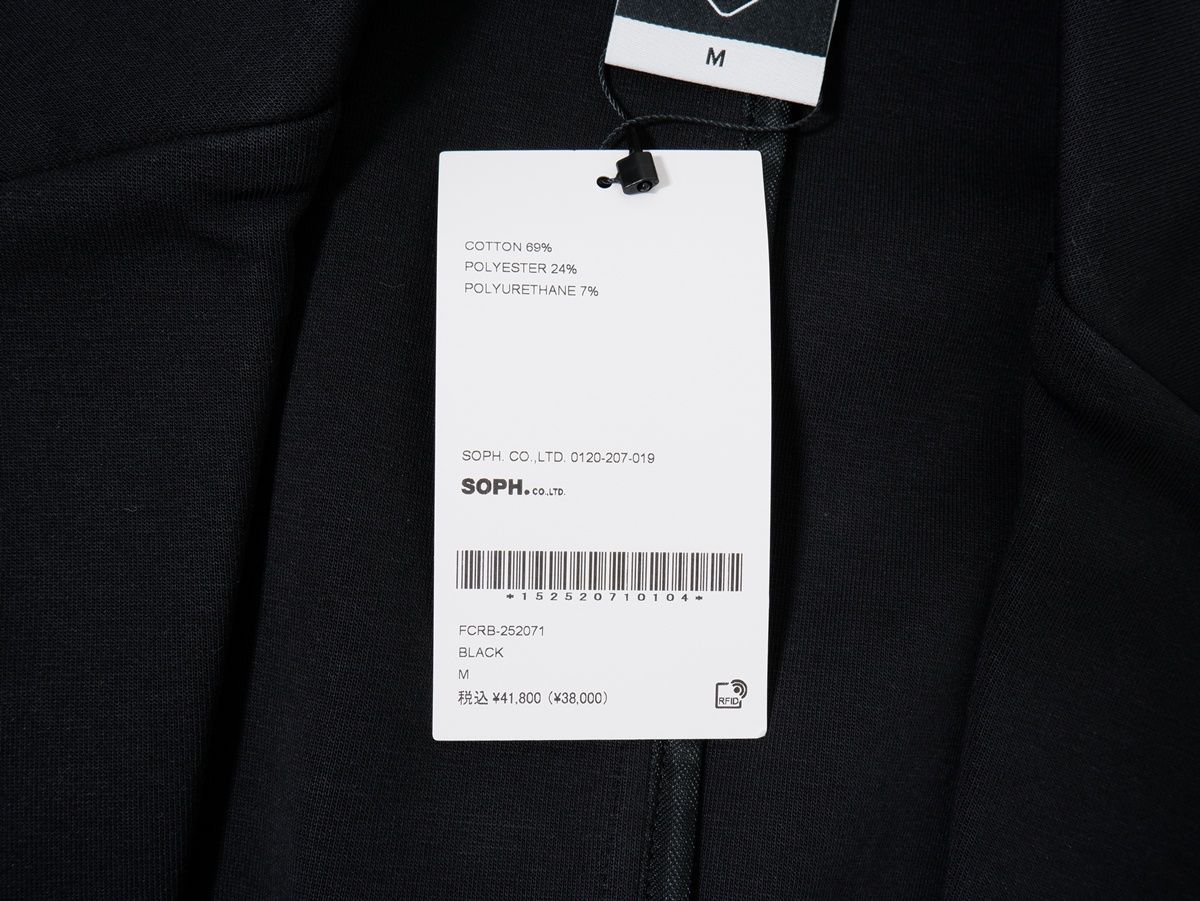 M
COTTON 69%
POLYESTER 24%
POLYURETHANE 7%
SOPH. CO.,LTD. 0120-207-019
SOPH. CO.,LTD.
*152520710104*
FCRB-252071
BLACK
M
税込 ¥41,800 (¥38,000)
RFID